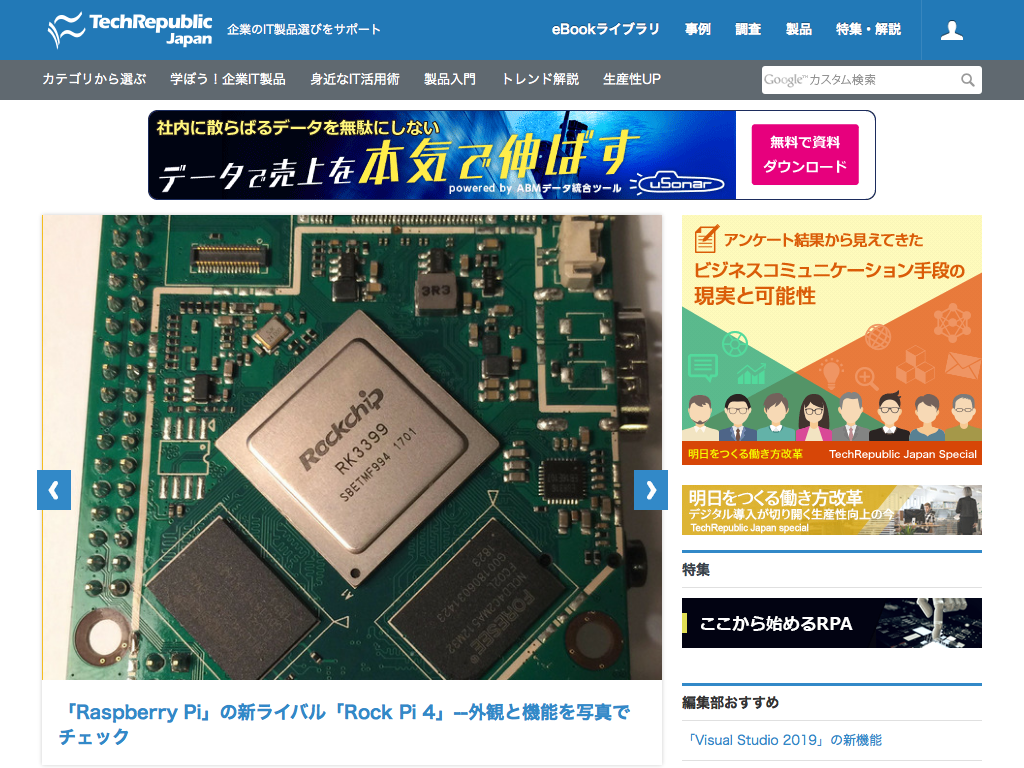 TechRepublic
Japan
企業のIT製品選びをサポート
eBookライブラリ
事例
調査
製品
特集・解説
カテゴリから選ぶ
学ぼう！企業IT製品
身近なIT活用術
製品入門
トレンド解説
生産性UP
Google™カスタム検索
社内に散らばるデータを無駄にしない
データで売上を本気で伸ばす
powered by ABMデータ統合ツール
uSonar
無料で資料
ダウンロード
3R3
Rockchip
RK3399
SBETMF994 1701
アンケート結果から見えてきた
ビジネスコミュニケーション手段の
現実と可能性
明日をつくる働き方改革
TechRepublic Japan Special
明日をつくる働き方改革
デジタル導入が切り開く生産性向上の今
TechRepublic Japan special
特集
ここから始めるRPA
編集部おすすめ
「Visual Studio 2019」の新機能
「Raspberry Pi」の新ライバル「Rock Pi 4」--外観と機能を写真で
チェック